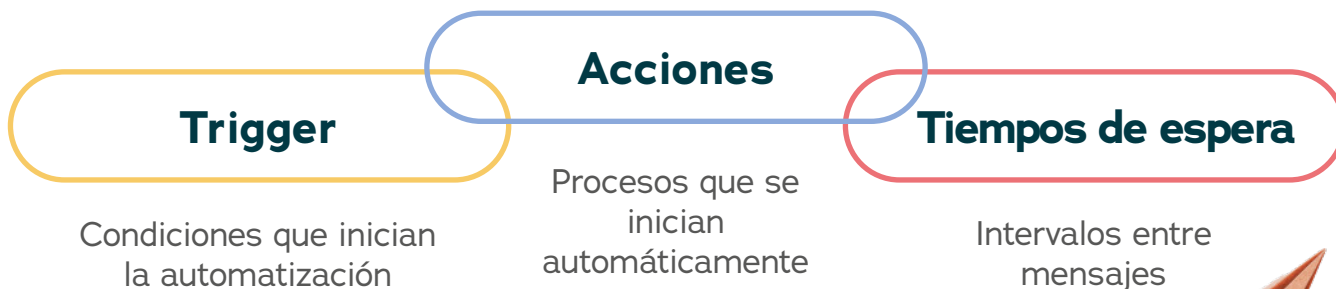 Trigger
Condiciones que inician
la automatización
Acciones
Procesos que se
inician
automáticamente
Tiempos de espera
Intervalos entre
mensajes